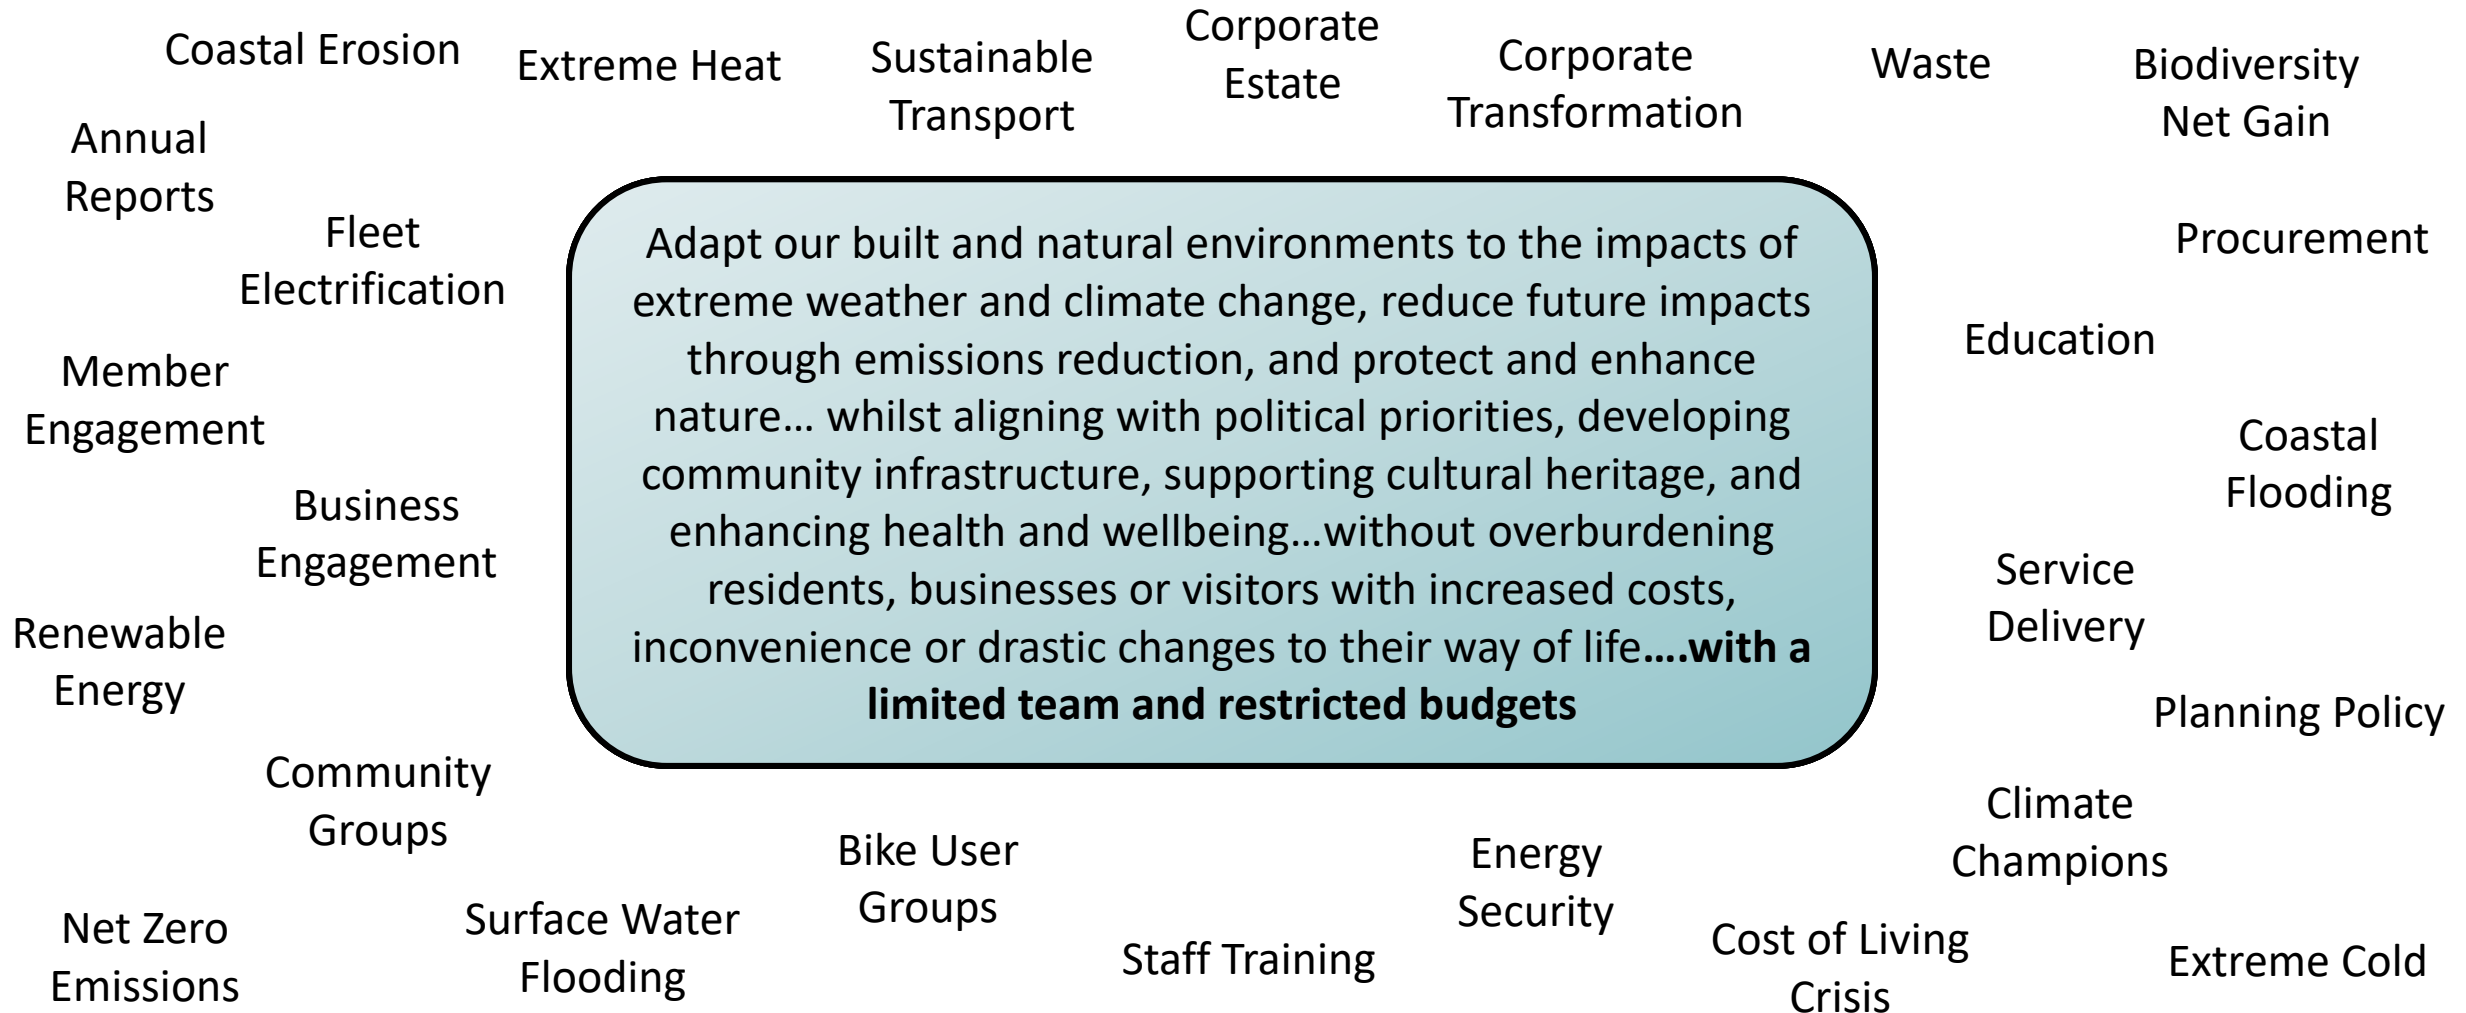 Coastal Erosion
Extreme Heat
Sustainable
Transport
Corporate
Estate
Corporate
Transformation
Waste
Biodiversity
Net Gain
Annual
Reports
Fleet
Electrification
Member
Engagement
Business
Engagement
Renewable
Energy
Community
Groups
Net Zero
Emissions
Adapt our built and natural environments to the impacts of
extreme weather and climate change, reduce future impacts
through emissions reduction, and protect and enhance
nature… whilst aligning with political priorities, developing
community infrastructure, supporting cultural heritage, and
enhancing health and wellbeing…without overburdening
residents, businesses or visitors with increased costs,
inconvenience or drastic changes to their way of life….with a
limited team and restricted budgets
Procurement
Education
Coastal
Flooding
Service
Delivery
Planning Policy
Climate
Champions
Surface Water
Flooding
Bike User
Groups
Staff Training
Energy
Security
Cost of Living
Crisis
Extreme Cold